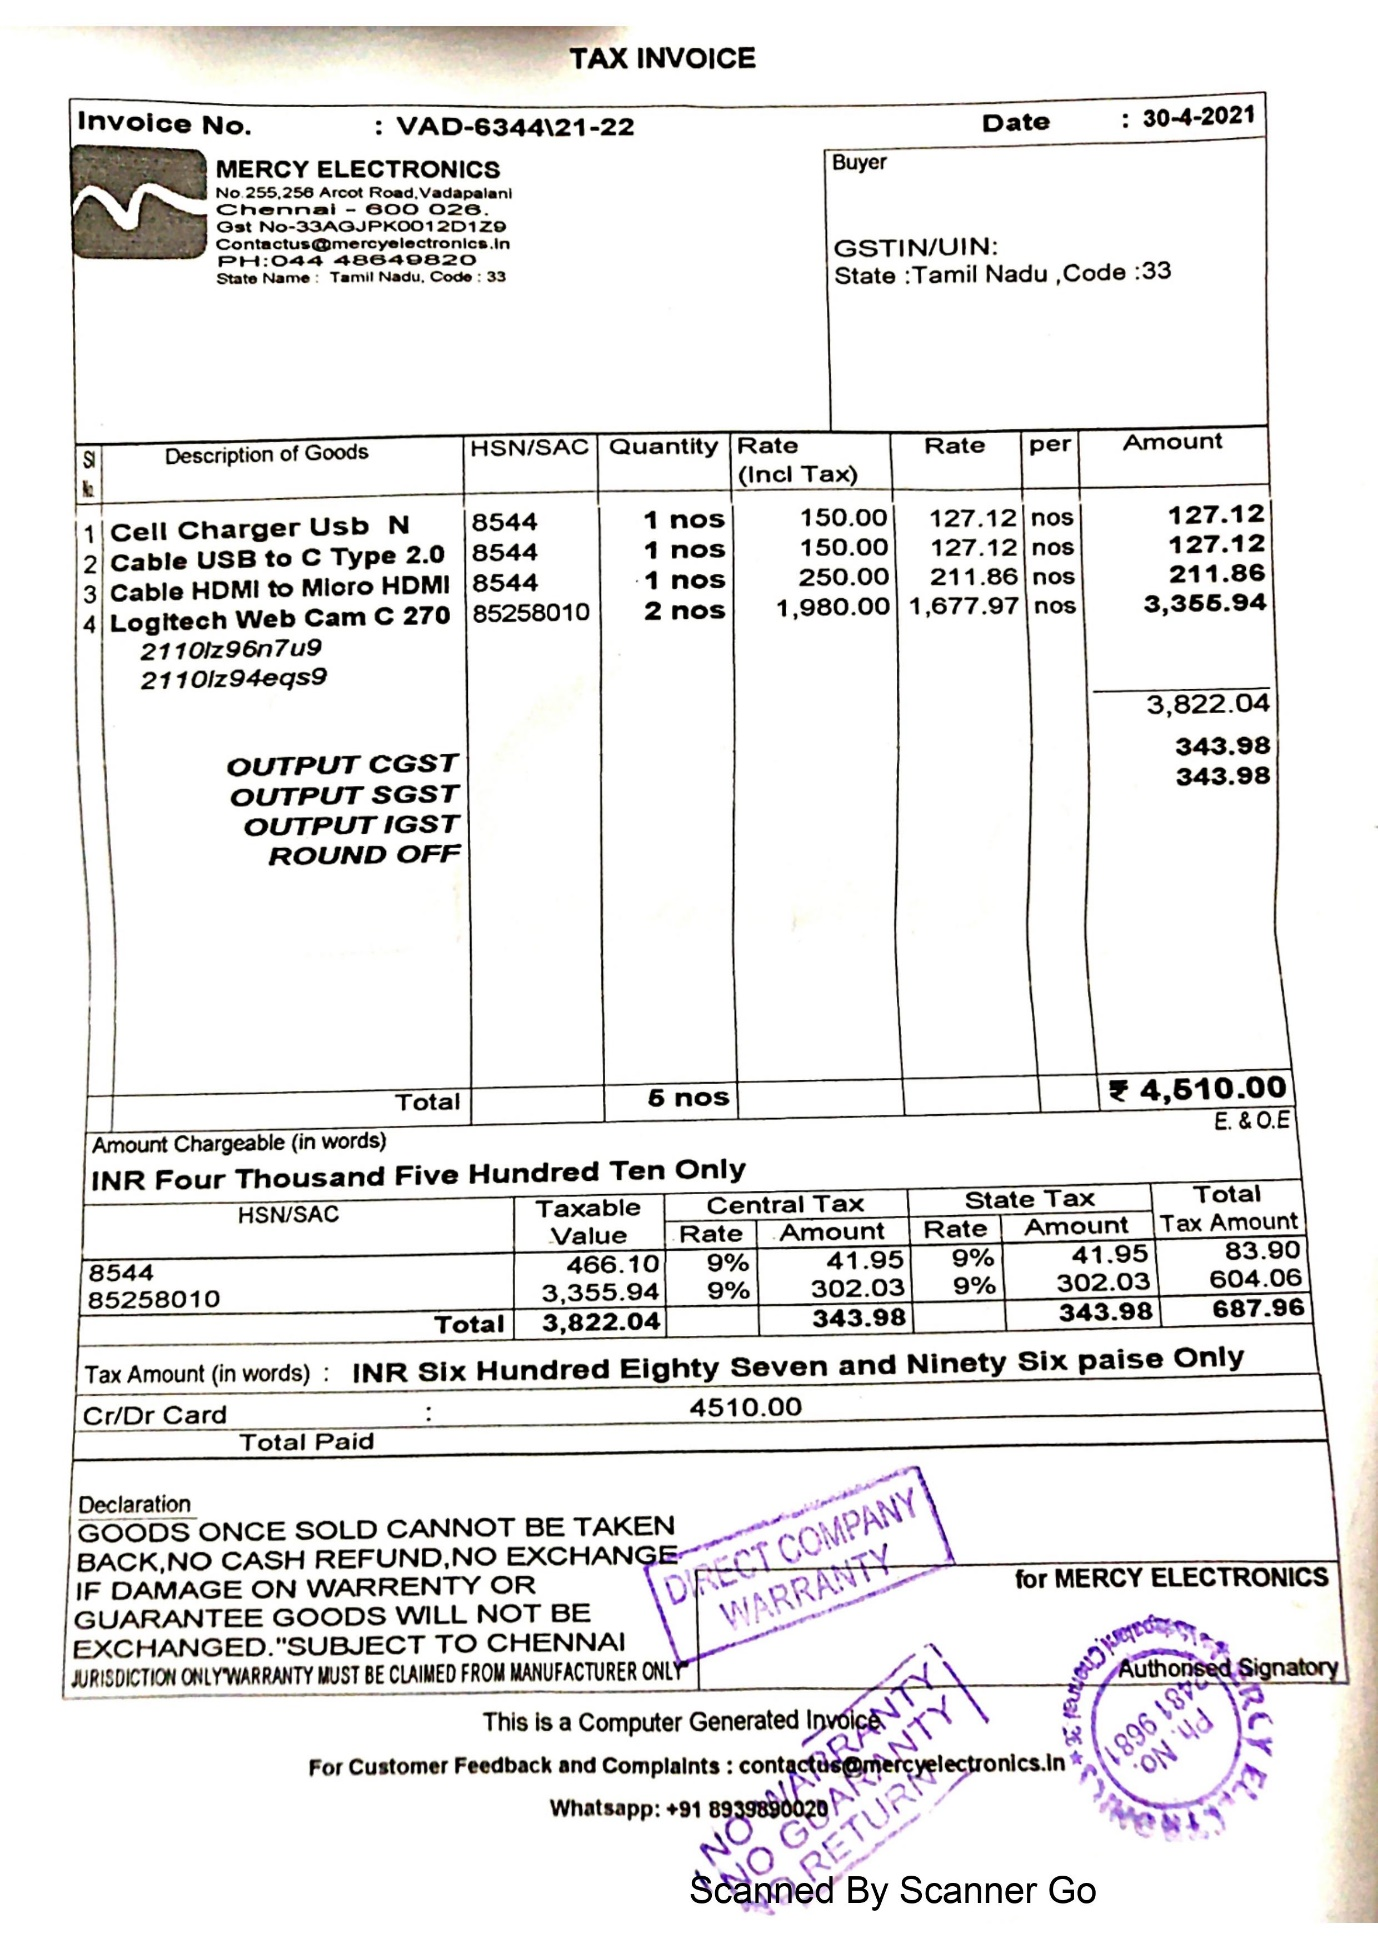 TAX INVOICE
Invoice No. : VAD-6344\21-22 Date : 30-4-2021
MERCY ELECTRONICS
No.255,256 Arcot Road,Vadapalani
Chennai - 600 026.
Gst No-33AGJPK0012D1Z9
Contactus@mercyelectronics.in
PH:044 48649820
State Name : Tamil Nadu, Code : 33
Buyer
GSTIN/UIN:
State :Tamil Nadu ,Code :33
Sl No. Description of Goods HSN/SAC Quantity Rate (Incl Tax) Rate per Amount
1 Cell Charger Usb N 8544 1 nos 150.00 127.12 nos 127.12
2 Cable USB to C Type 2.0 8544 1 nos 150.00 127.12 nos 127.12
3 Cable HDMI to Micro HDMI 8544 1 nos 250.00 211.86 nos 211.86
4 Logitech Web Cam C 270 85258010 2 nos 1,980.00 1,677.97 nos 3,355.94
2110lz96n7u9
2110lz94eqs9
3,822.04
OUTPUT CGST 343.98
OUTPUT SGST 343.98
OUTPUT IGST
ROUND OFF
Total 5 nos ₹ 4,510.00
E. & O.E
Amount Chargeable (in words)
INR Four Thousand Five Hundred Ten Only
HSN/SAC Taxable Value Central Tax State Tax Total Tax Amount
Rate Amount Rate Amount
8544 466.10 9% 41.95 9% 41.95 83.90
85258010 3,355.94 9% 302.03 9% 302.03 604.06
Total 3,822.04 343.98 343.98 687.96
Tax Amount (in words) : INR Six Hundred Eighty Seven and Ninety Six paise Only
Cr/Dr Card : 4510.00
Total Paid
Declaration
GOODS ONCE SOLD CANNOT BE TAKEN
BACK,NO CASH REFUND,NO EXCHANGE
IF DAMAGE ON WARRENTY OR
GUARANTEE GOODS WILL NOT BE
EXCHANGED."SUBJECT TO CHENNAI
JURISDICTION ONLY"WARRANTY MUST BE CLAIMED FROM MANUFACTURER ONLY"
DIRECT COMPANY
WARRANTY
for MERCY ELECTRONICS
Authorised Signatory
Ph. No.
2481 9681
MERCY ELECTRONICS
This is a Computer Generated Invoice
For Customer Feedback and Complaints : contactus@mercyelectronics.in
Whatsapp: +91 8939890020
NO WARRANTY
NO GUARANTY
NO RETURN
Scanned By Scanner Go